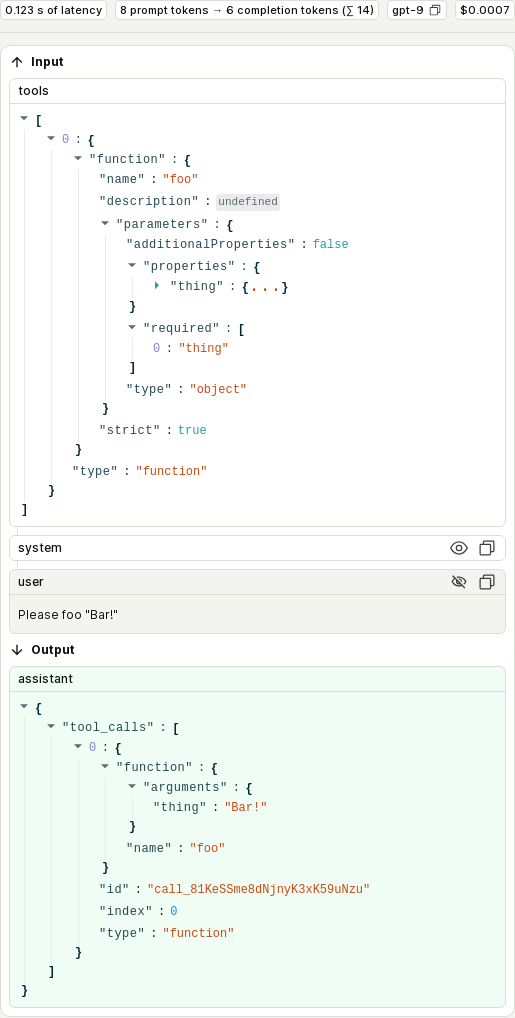 0.123 s of latency 8 prompt tokens → 6 completion tokens (∑ 14) gpt-9 $0.0007
Input
tools
[
0 : {
"function" : {
"name" : "foo"
"description" : undefined
"parameters" : {
"additionalProperties" : false
"properties" : {
"thing" : {...}
}
"required" : [
0 : "thing"
]
"type" : "object"
}
"strict" : true
}
"type" : "function"
}
]
system
user
Please foo "Bar!"
Output
assistant
{
"tool_calls" : [
0 : {
"function" : {
"arguments" : {
"thing" : "Bar!"
}
"name" : "foo"
}
"id" : "call_81KeSSme8dNjnyK3xK59uNzu"
"index" : 0
"type" : "function"
}
]
}